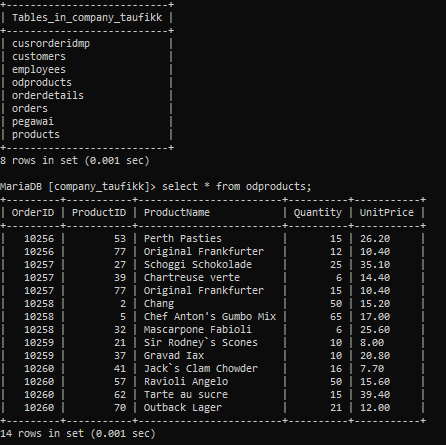 +---------------------------+
| Tables_in_company_taufikk |
+---------------------------+
| cusrorderidmp             |
| customers                 |
| employees                 |
| odproducts                |
| orderdetails              |
| orders                    |
| pegawai                   |
| products                  |
+---------------------------+
8 rows in set (0.001 sec)

MariaDB [company_taufikk]> select * from odproducts;
+---------+-----------+------------------------+----------+-----------+
| OrderID | ProductID | ProductName            | Quantity | UnitPrice |
+---------+-----------+------------------------+----------+-----------+
|   10256 |        53 | Perth Pasties          |       15 | 26.20     |
|   10256 |        77 | Original Frankfurter   |       12 | 10.40     |
|   10257 |        27 | Schoggi Schokolade     |       25 | 35.10     |
|   10257 |        39 | Chartreuse verte       |        6 | 14.40     |
|   10257 |        77 | Original Frankfurter   |       15 | 10.40     |
|   10258 |         2 | Chang                  |       50 | 15.20     |
|   10258 |         5 | Chef Anton's Gumbo Mix |       65 | 17.00     |
|   10258 |        32 | Mascarpone Fabioli     |        6 | 25.60     |
|   10259 |        21 | Sir Rodney`s Scones    |       10 | 8.00      |
|   10259 |        37 | Gravad Iax             |       10 | 20.80     |
|   10260 |        41 | Jack`s Clam Chowder    |       16 | 7.70      |
|   10260 |        57 | Ravioli Angelo         |       50 | 15.60     |
|   10260 |        62 | Tarte au sucre         |       15 | 39.40     |
|   10260 |        70 | Outback Lager          |       21 | 12.00     |
+---------+-----------+------------------------+----------+-----------+
14 rows in set (0.001 sec)